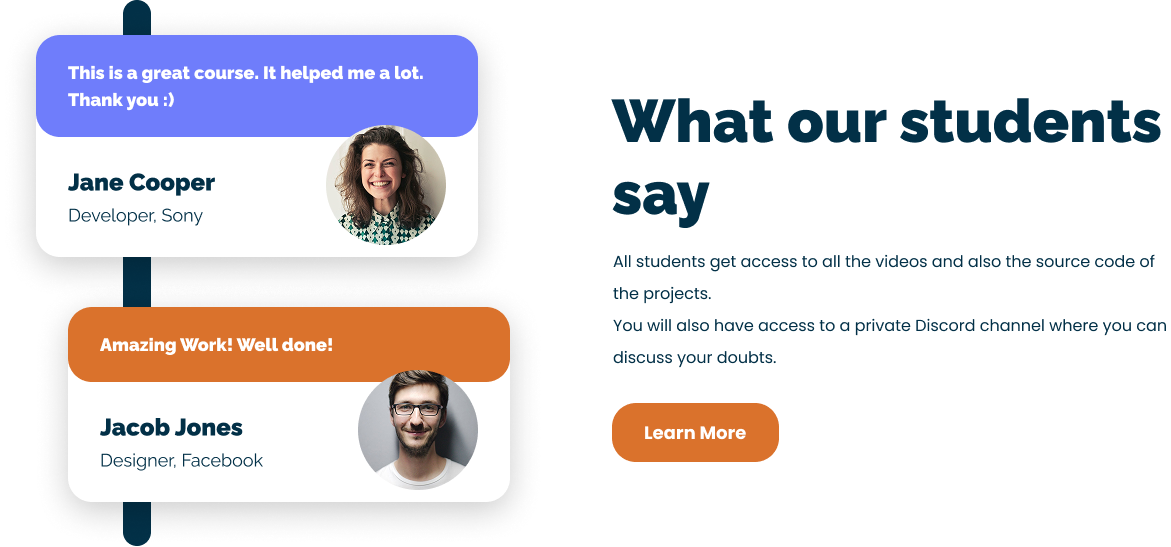 This is a great course. It helped me a lot.
Thank you :)
Jane Cooper
Developer, Sony
Amazing Work! Well done!
Jacob Jones
Designer, Facebook
What our students
say
All students get access to all the videos and also the source code of
the projects.
You will also have access to a private Discord channel where you can
discuss your doubts.
Learn More